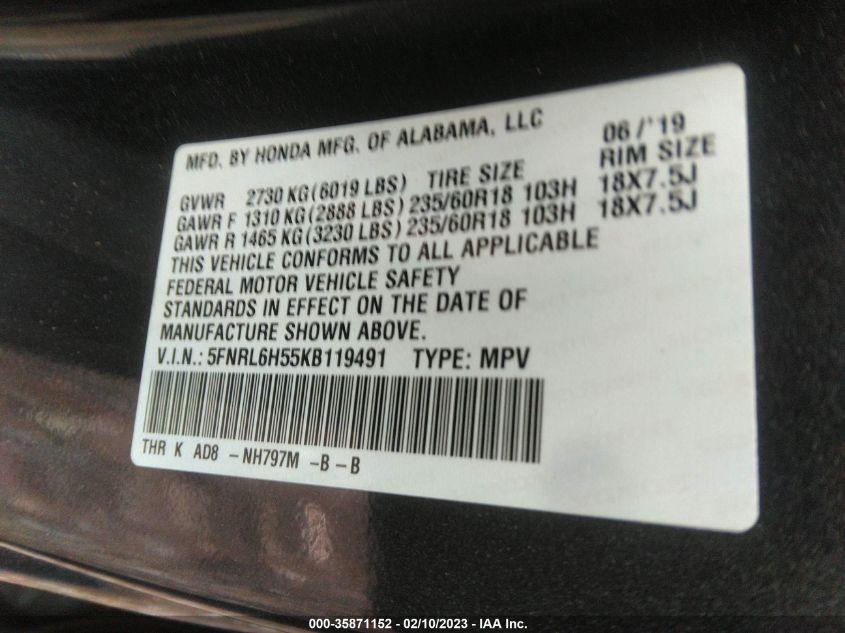 MFD. BY HONDA MFG. OF ALABAMA, LLC 06 / '19
GVWR 2730 KG (6019 LBS) TIRE SIZE RIM SIZE
GAWR F 1310 KG (2888 LBS) 235/60R18 103H 18X7.5J
GAWR R 1465 KG (3230 LBS) 235/60R18 103H 18X7.5J
THIS VEHICLE CONFORMS TO ALL APPLICABLE
FEDERAL MOTOR VEHICLE SAFETY
STANDARDS IN EFFECT ON THE DATE OF
MANUFACTURE SHOWN ABOVE.
V.I.N.: 5FNRL6H55KB119491 TYPE: MPV
THR K AD8 -NH797M -B-B
000-35871152 - 02/10/2023 - IAA Inc.